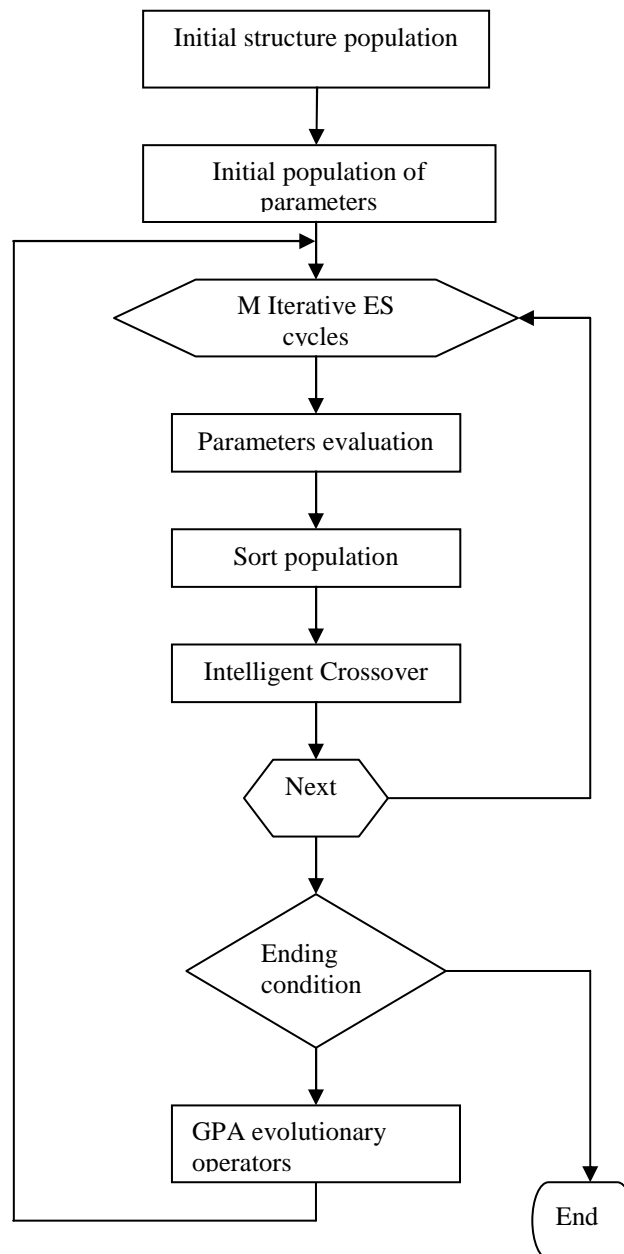 Initial structure population
Initial population of
parameters
M Iterative ES
cycles
Parameters evaluation
Sort population
Intelligent Crossover
Next
Ending
condition
GPA evolutionary
operators
End